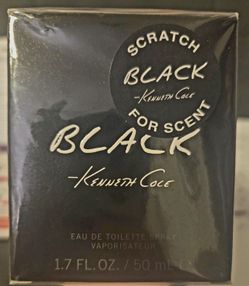 SCRATCH
BLACK
-KENNETH COLE
FOR SCENT
BLACK
-KENNETH COLE
EAU DE TOILETTE SPRAY
VAPORISATEUR
1.7 FL. OZ. / 50 mL